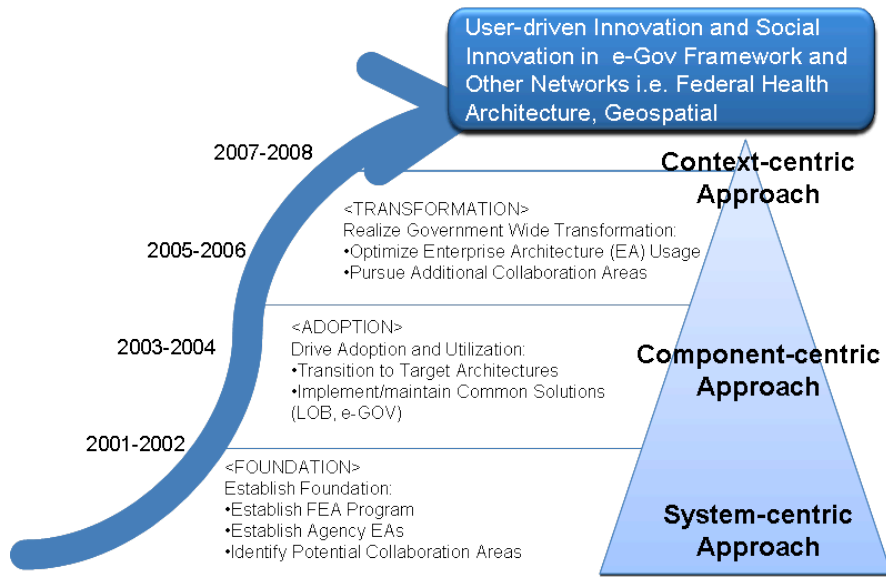 User-driven Innovation and Social
Innovation in e-Gov Framework and
Other Networks i.e. Federal Health
Architecture, Geospatial
2007-2008
Context-centric
Approach
<TRANSFORMATION>
Realize Government Wide Transformation:
•Optimize Enterprise Architecture (EA) Usage
•Pursue Additional Collaboration Areas
2005-2006
<ADOPTION>
Drive Adoption and Utilization:
•Transition to Target Architectures
•Implement/maintain Common Solutions
(LOB, e-GOV)
2003-2004
Component-centric
Approach
2001-2002
<FOUNDATION>
Establish Foundation:
•Establish FEA Program
•Establish Agency EAs
•Identify Potential Collaboration Areas
System-centric
Approach